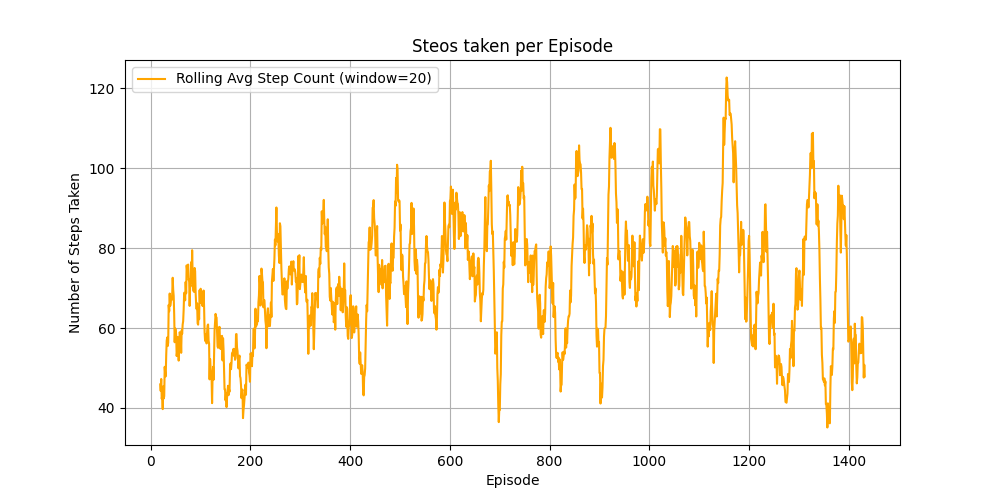 Steos taken per Episode
Rolling Avg Step Count (window=20)
Number of Steps Taken
120
100
80
60
40
0 200 400 600 800 1000 1200 1400
Episode